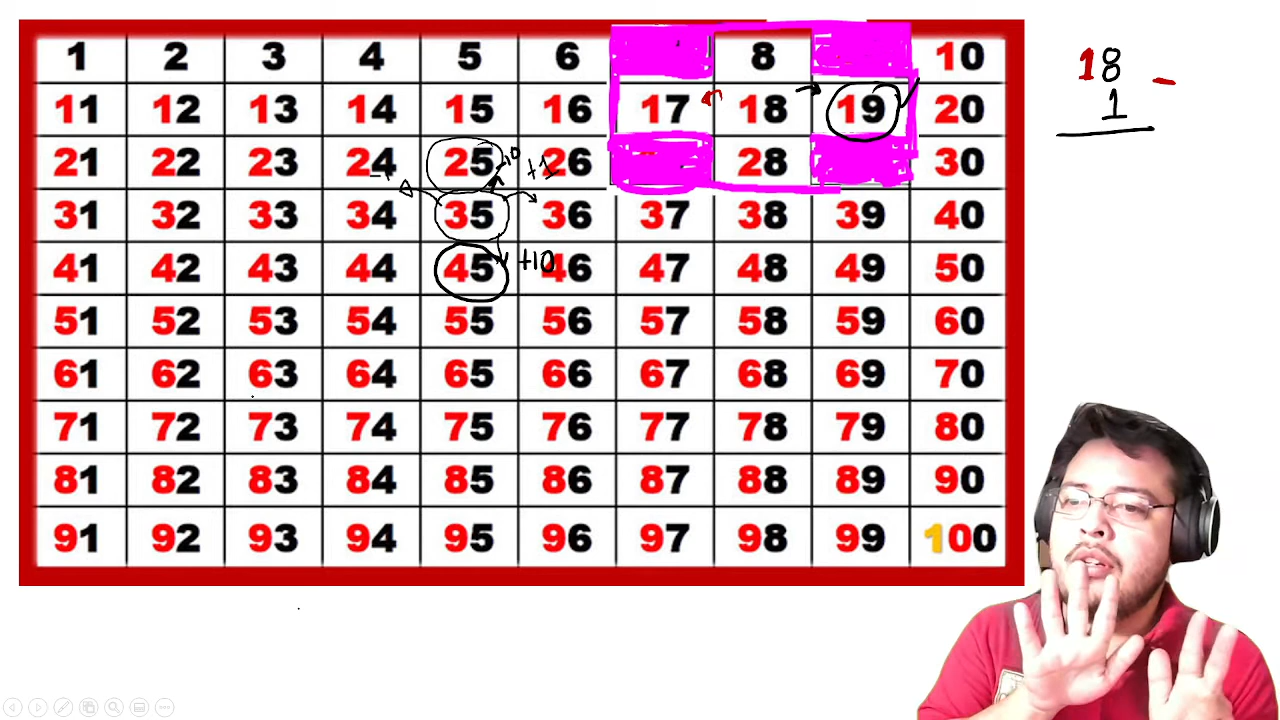 1 2 3 4 5 6 8 10
11 12 13 14 15 16 17 18 19 20
21 22 23 24 25 26 28 30
31 32 33 34 35 36 37 38 39 40
41 42 43 44 45 46 47 48 49 50
51 52 53 54 55 56 57 58 59 60
61 62 63 64 65 66 67 68 69 70
71 72 73 74 75 76 77 78 79 80
81 82 83 84 85 86 87 88 89 90
91 92 93 94 95 96 97 98 99 100
-10
+1
+10
18 -
1